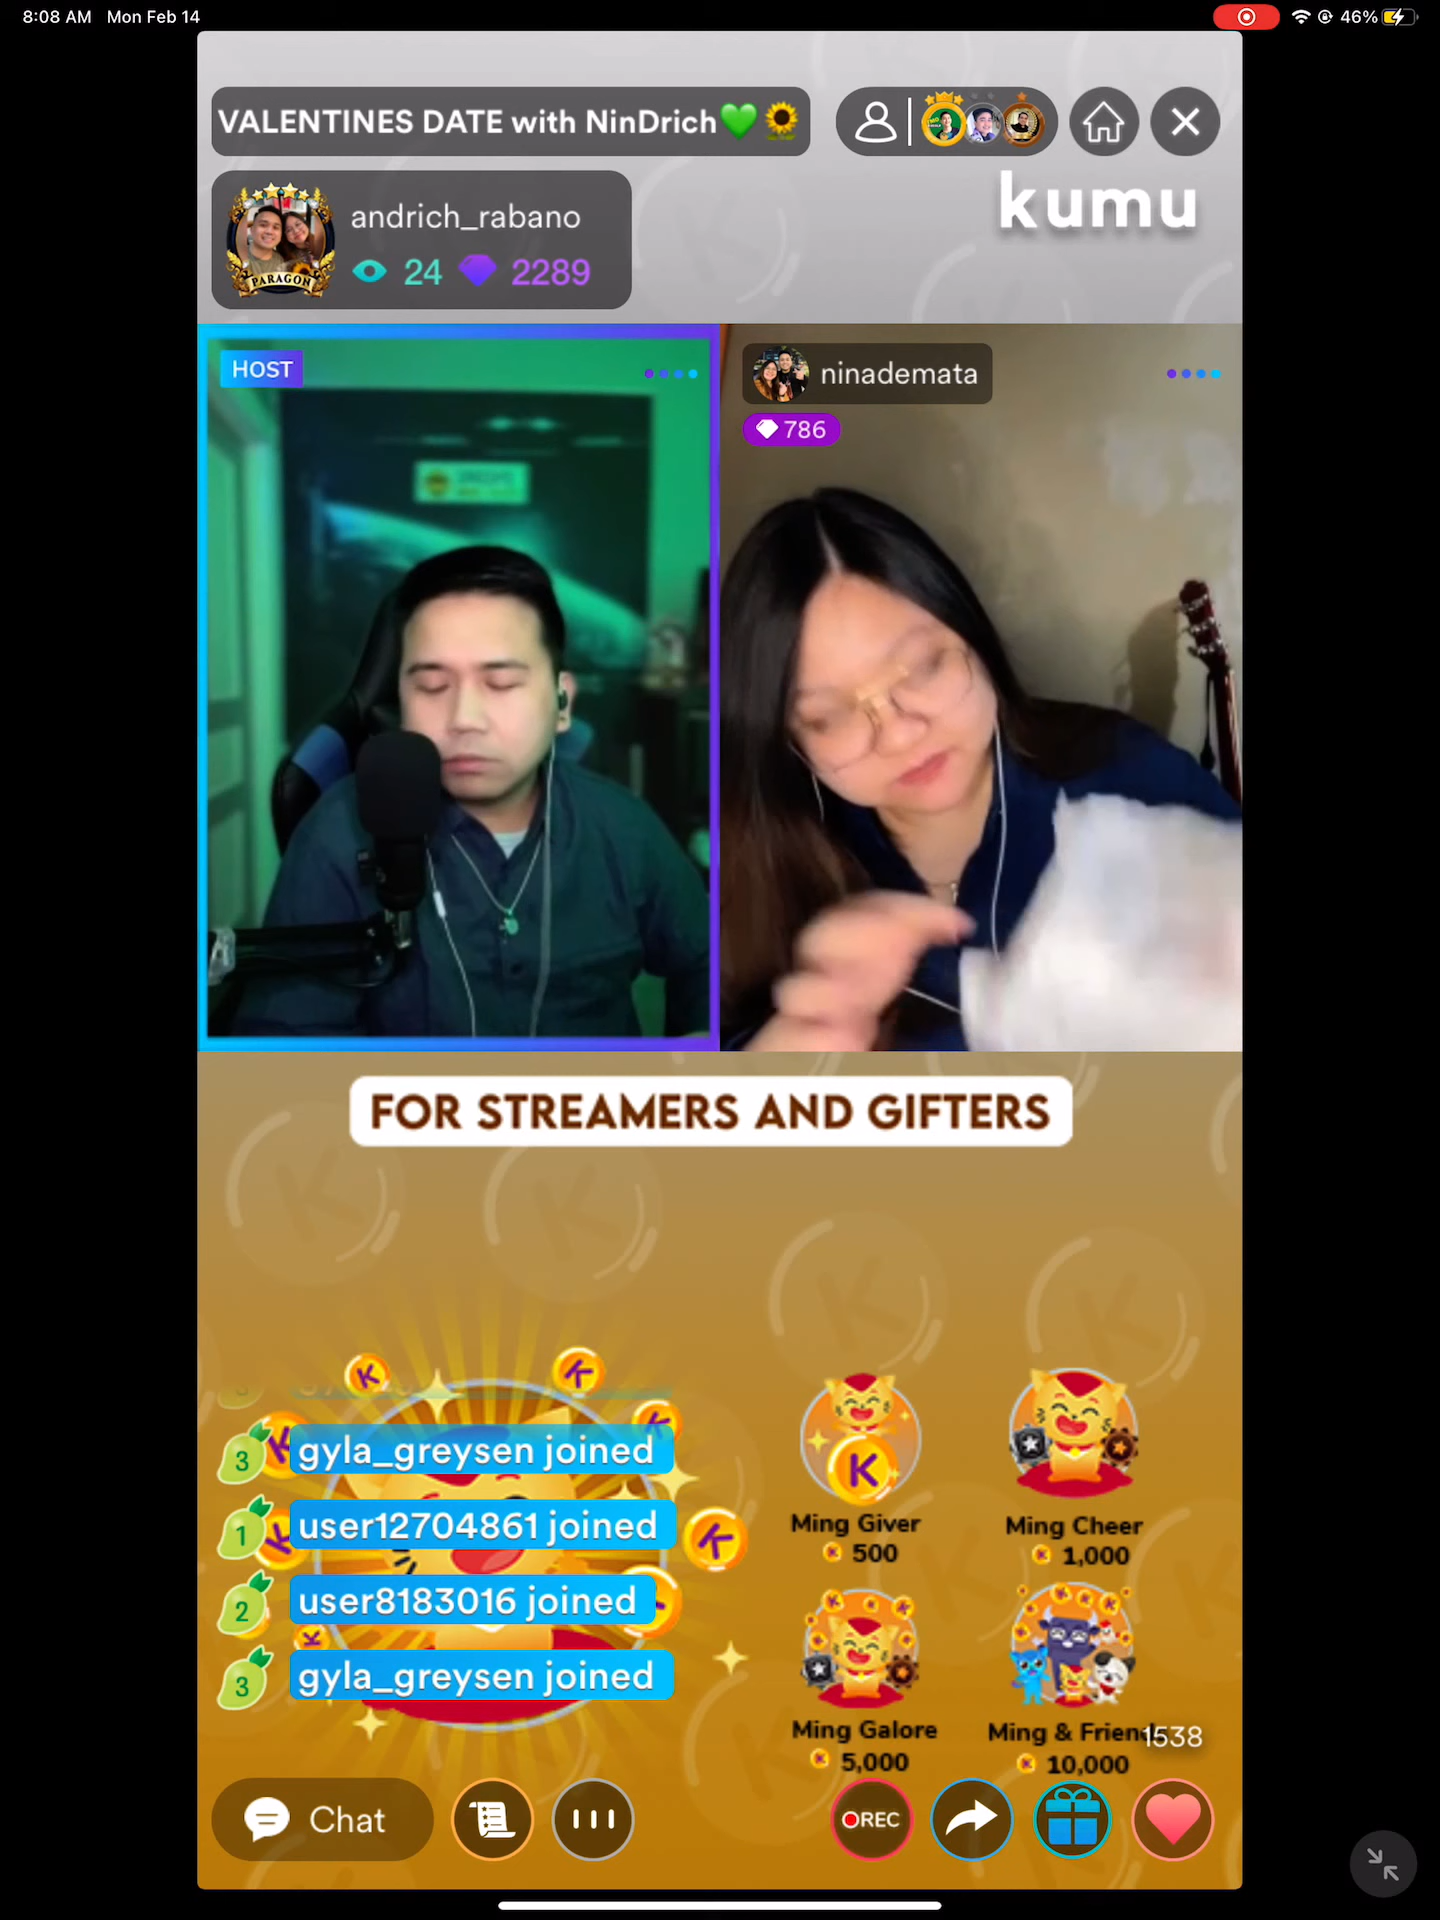 8:08 AM Mon Feb 14
46%
VALENTINES DATE with NinDrich💚🌻
andrich_rabano
24 2289
PARAGON
kumu
HOST
ninademata
786
FOR STREAMERS AND GIFTERS
3 gyla_greysen joined
1 user12704861 joined
2 user8183016 joined
3 gyla_greysen joined
Ming Giver
500
Ming Cheer
1,000
Ming Galore
5,000
Ming & Friends
10,000
1538
Chat
REC